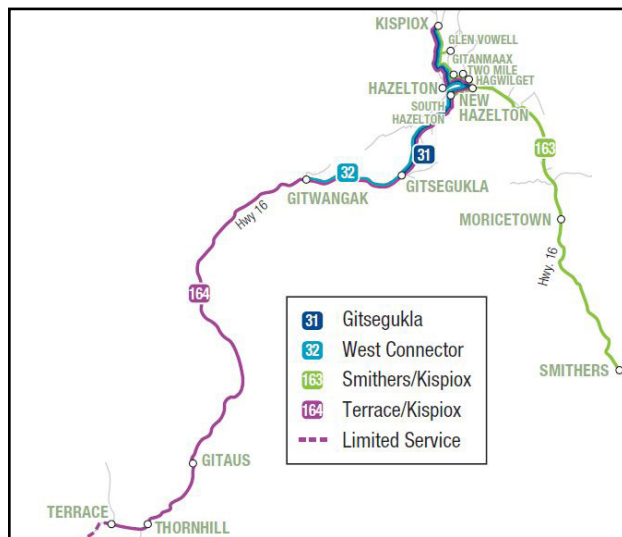 KISPIOX
GLEN VOWELL
GITANMAAX
TWO MILE
HAGWILGET
HAZELTON
NEW
HAZELTON
SOUTH
HAZELTON
163
31
32
GITSEGUKLA
GITWANGAK
Hwy 16
MORICETOWN
Hwy. 16
164
SMITHERS
31 Gitsegukla
32 West Connector
163 Smithers/Kispiox
164 Terrace/Kispiox
Limited Service
GITAUS
TERRACE
THORNHILL